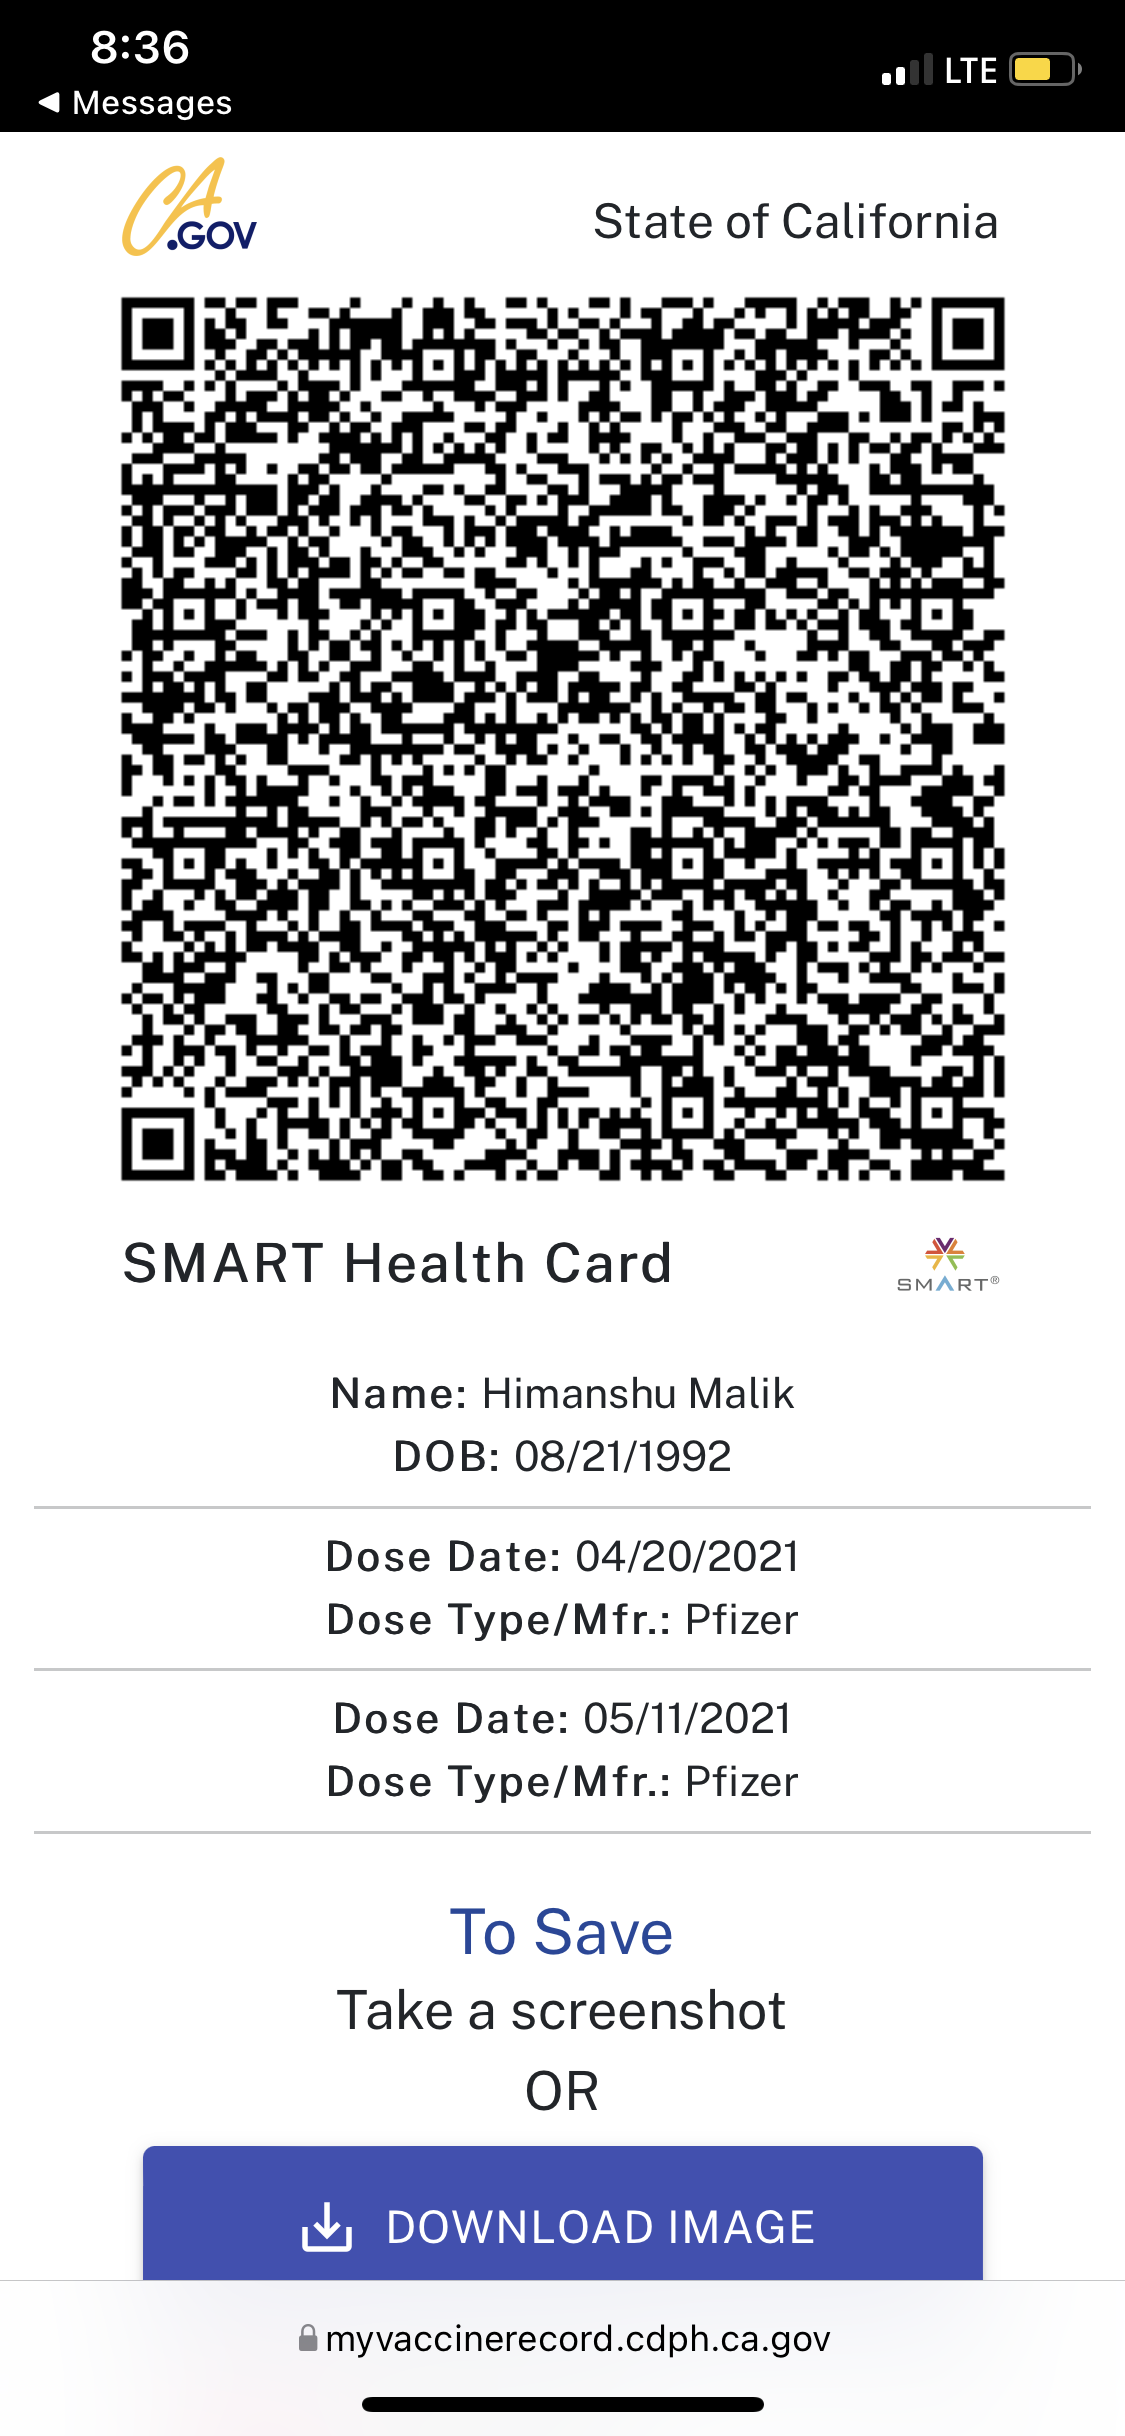 8:36
LTE
◀ Messages
CA
.GOV
State of California
SMART Health Card
SMART®
Name: Himanshu Malik
DOB: 08/21/1992
Dose Date: 04/20/2021
Dose Type/Mfr.: Pfizer
Dose Date: 05/11/2021
Dose Type/Mfr.: Pfizer
To Save
Take a screenshot
OR
DOWNLOAD IMAGE
myvaccinerecord.cdph.ca.gov